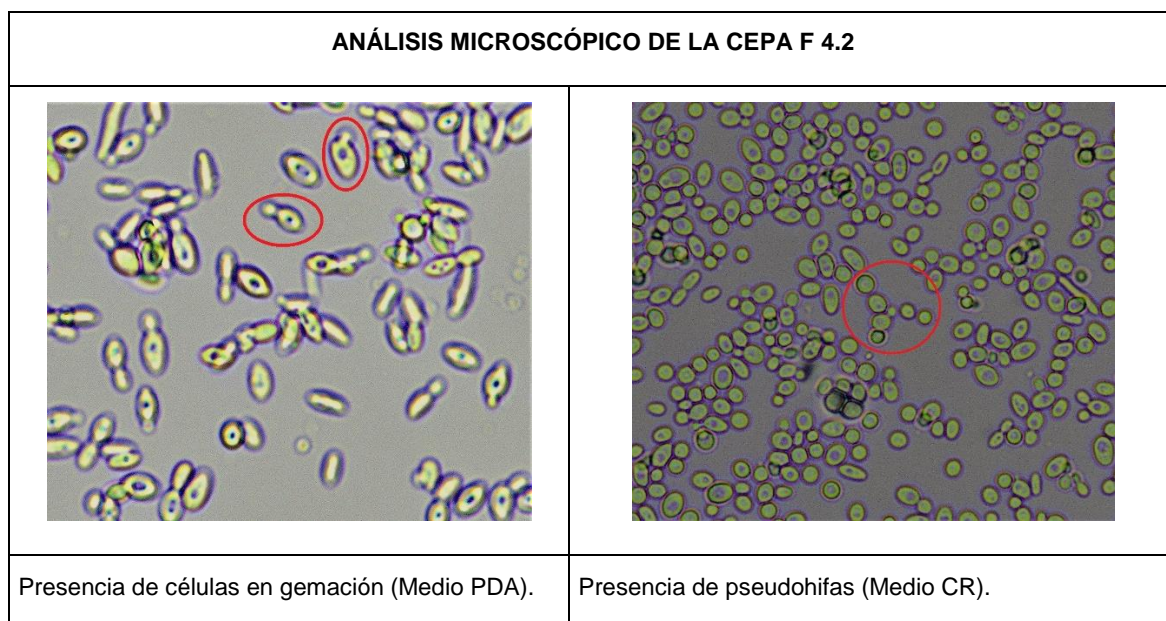 ANÁLISIS MICROSCÓPICO DE LA CEPA F 4.2
Presencia de células en gemación (Medio PDA).
Presencia de pseudohifas (Medio CR).